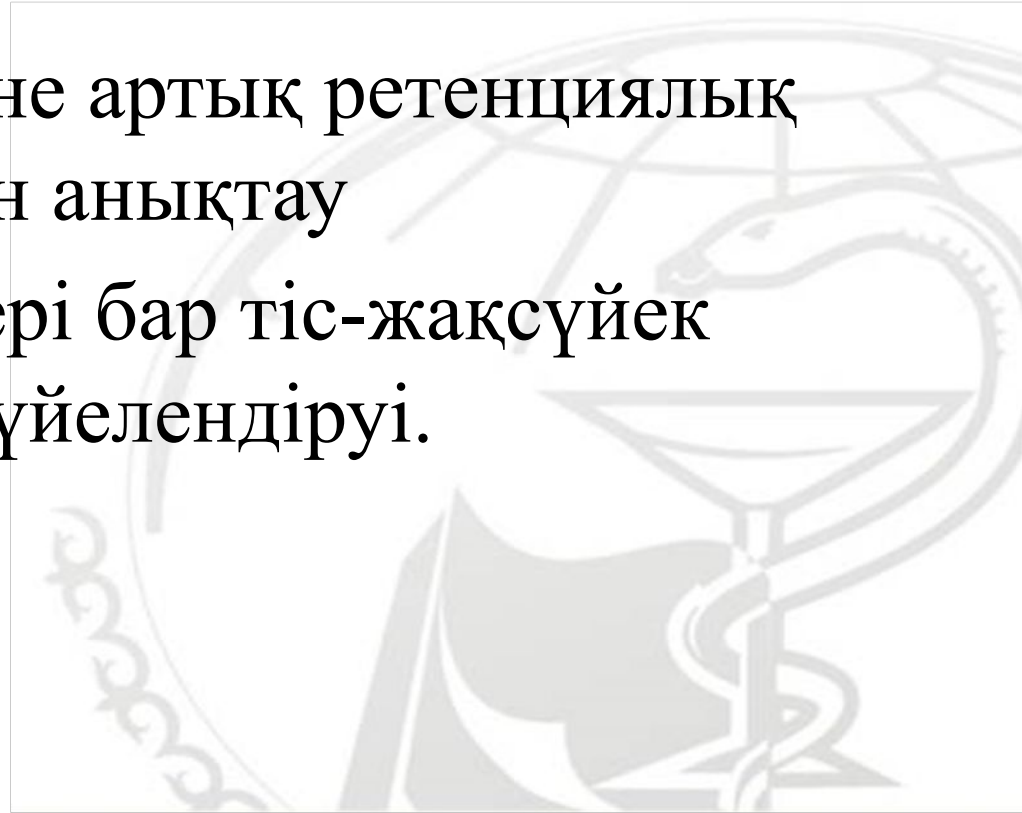 не артық ретенциялық
н анықтау
ері бар тіс-жақсүйек
үйелендіруі.